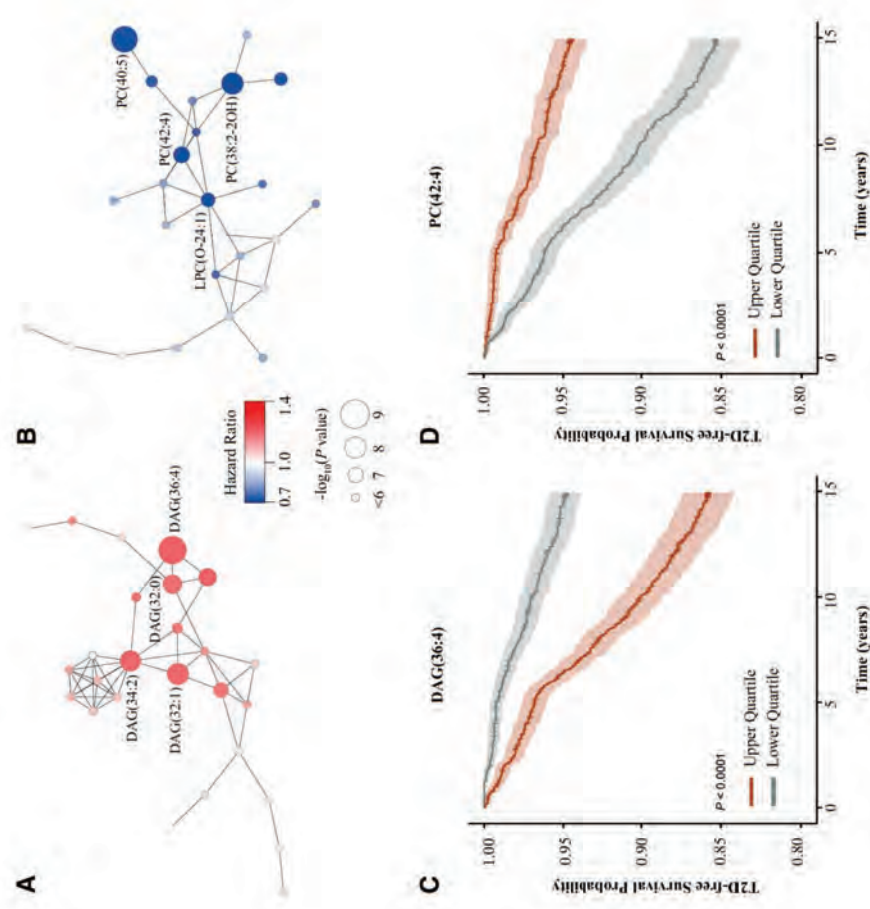 A
DAG(34:2)
DAG(32:0)
DAG(32:1)
DAG(36:4)
B
PC(40:5)
PC(42:4)
PC(38:2-2OH)
LPC(O-24:1)
Hazard Ratio
0.7 1.0 1.4
-log10(P value)
<6 7 8 9
C
DAG(36:4)
T2D-free Survival Probability
1.00
0.95
0.90
0.85
0.80
P < 0.0001
Upper Quartile
Lower Quartile
0 5 10 15
Time (years)
D
PC(42:4)
T2D-free Survival Probability
1.00
0.95
0.90
0.85
0.80
P < 0.0001
Upper Quartile
Lower Quartile
0 5 10 15
Time (years)